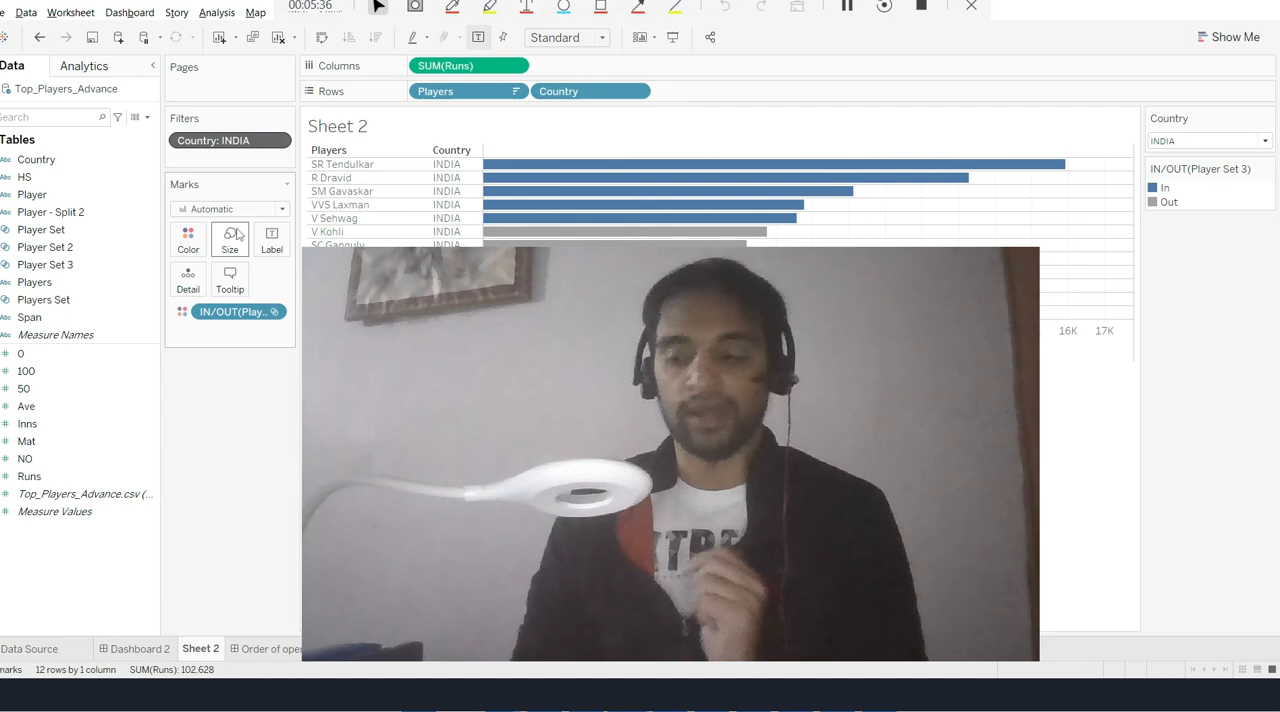 e Data Worksheet Dashboard Story Analysis Map
00:05:36
Standard
Show Me
Data Analytics
Top_Players_Advance
Search
Tables
Country
HS
Player
Player - Split 2
Player Set
Player Set 2
Player Set 3
Players
Players Set
Span
Measure Names
0
100
50
Ave
Inns
Mat
NO
Runs
Top_Players_Advance.csv (...
Measure Values
Pages
Filters
Country: INDIA
Marks
Automatic
Color Size Label
Detail Tooltip
IN/OUT(Play..
Columns SUM(Runs)
Rows Players Country
Sheet 2
Players Country
SR Tendulkar INDIA
R Dravid INDIA
SM Gavaskar INDIA
VVS Laxman INDIA
V Sehwag INDIA
V Kohli INDIA
SC Ganguly INDIA
16K 17K
Country
INDIA
IN/OUT(Player Set 3)
In
Out
Data Source Dashboard 2 Sheet 2 Order of ope
marks 12 rows by 1 column SUM(Runs): 102,628